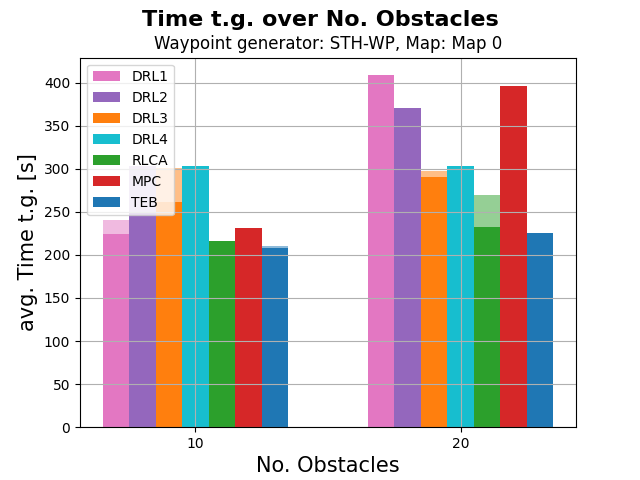 Time t.g. over No. Obstacles
Waypoint generator: STH-WP, Map: Map 0
avg. Time t.g. [s]
400
350
300
250
200
150
100
50
0
DRL1
DRL2
DRL3
DRL4
RLCA
MPC
TEB
10
20
No. Obstacles